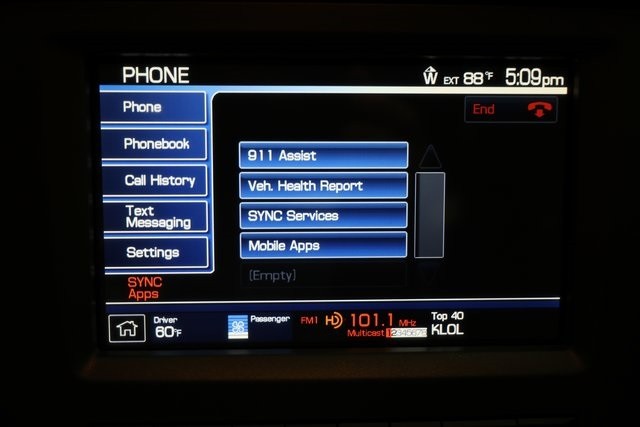 PHONE
W EXT 88°F 5:09pm
Phone
End
Phonebook
911 Assist
Call History
Veh. Health Report
Text
Messaging
SYNC Services
Settings
Mobile Apps
SYNC
Apps
(Empty)
Driver
60°F
Passenger
FM1 HD 101.1 MHz
Multicast 12345678
Top 40
KLOL